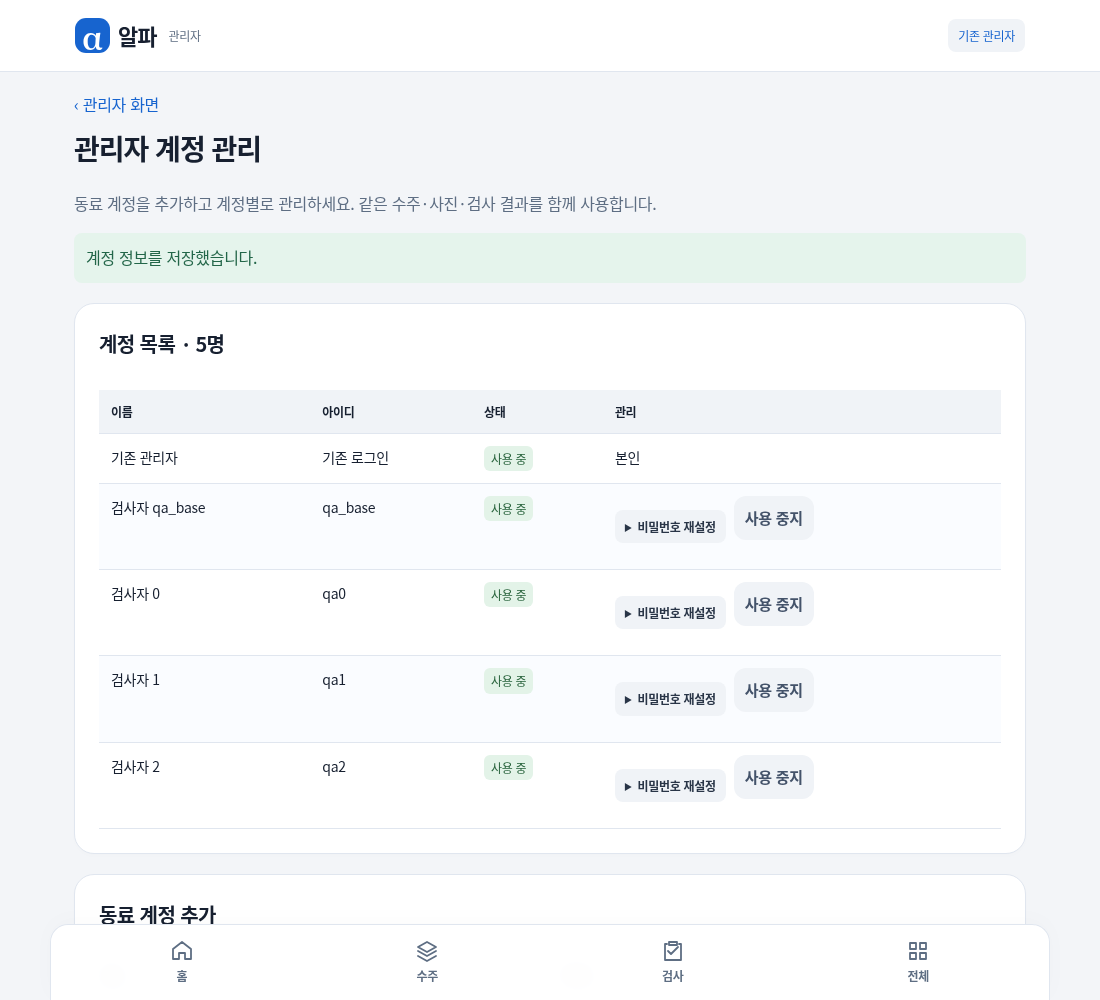 α 알파 관리자
기존 관리자
‹ 관리자 화면
관리자 계정 관리
동료 계정을 추가하고 계정별로 관리하세요. 같은 수주·사진·검사 결과를 함께 사용합니다.
계정 정보를 저장했습니다.
계정 목록 · 5명
이름 아이디 상태 관리
기존 관리자 기존 로그인 사용 중 본인
검사자 qa_base qa_base 사용 중 ▶ 비밀번호 재설정 사용 중지
검사자 0 qa0 사용 중 ▶ 비밀번호 재설정 사용 중지
검사자 1 qa1 사용 중 ▶ 비밀번호 재설정 사용 중지
검사자 2 qa2 사용 중 ▶ 비밀번호 재설정 사용 중지
동료 계정 추가
홈 수주 검사 전체